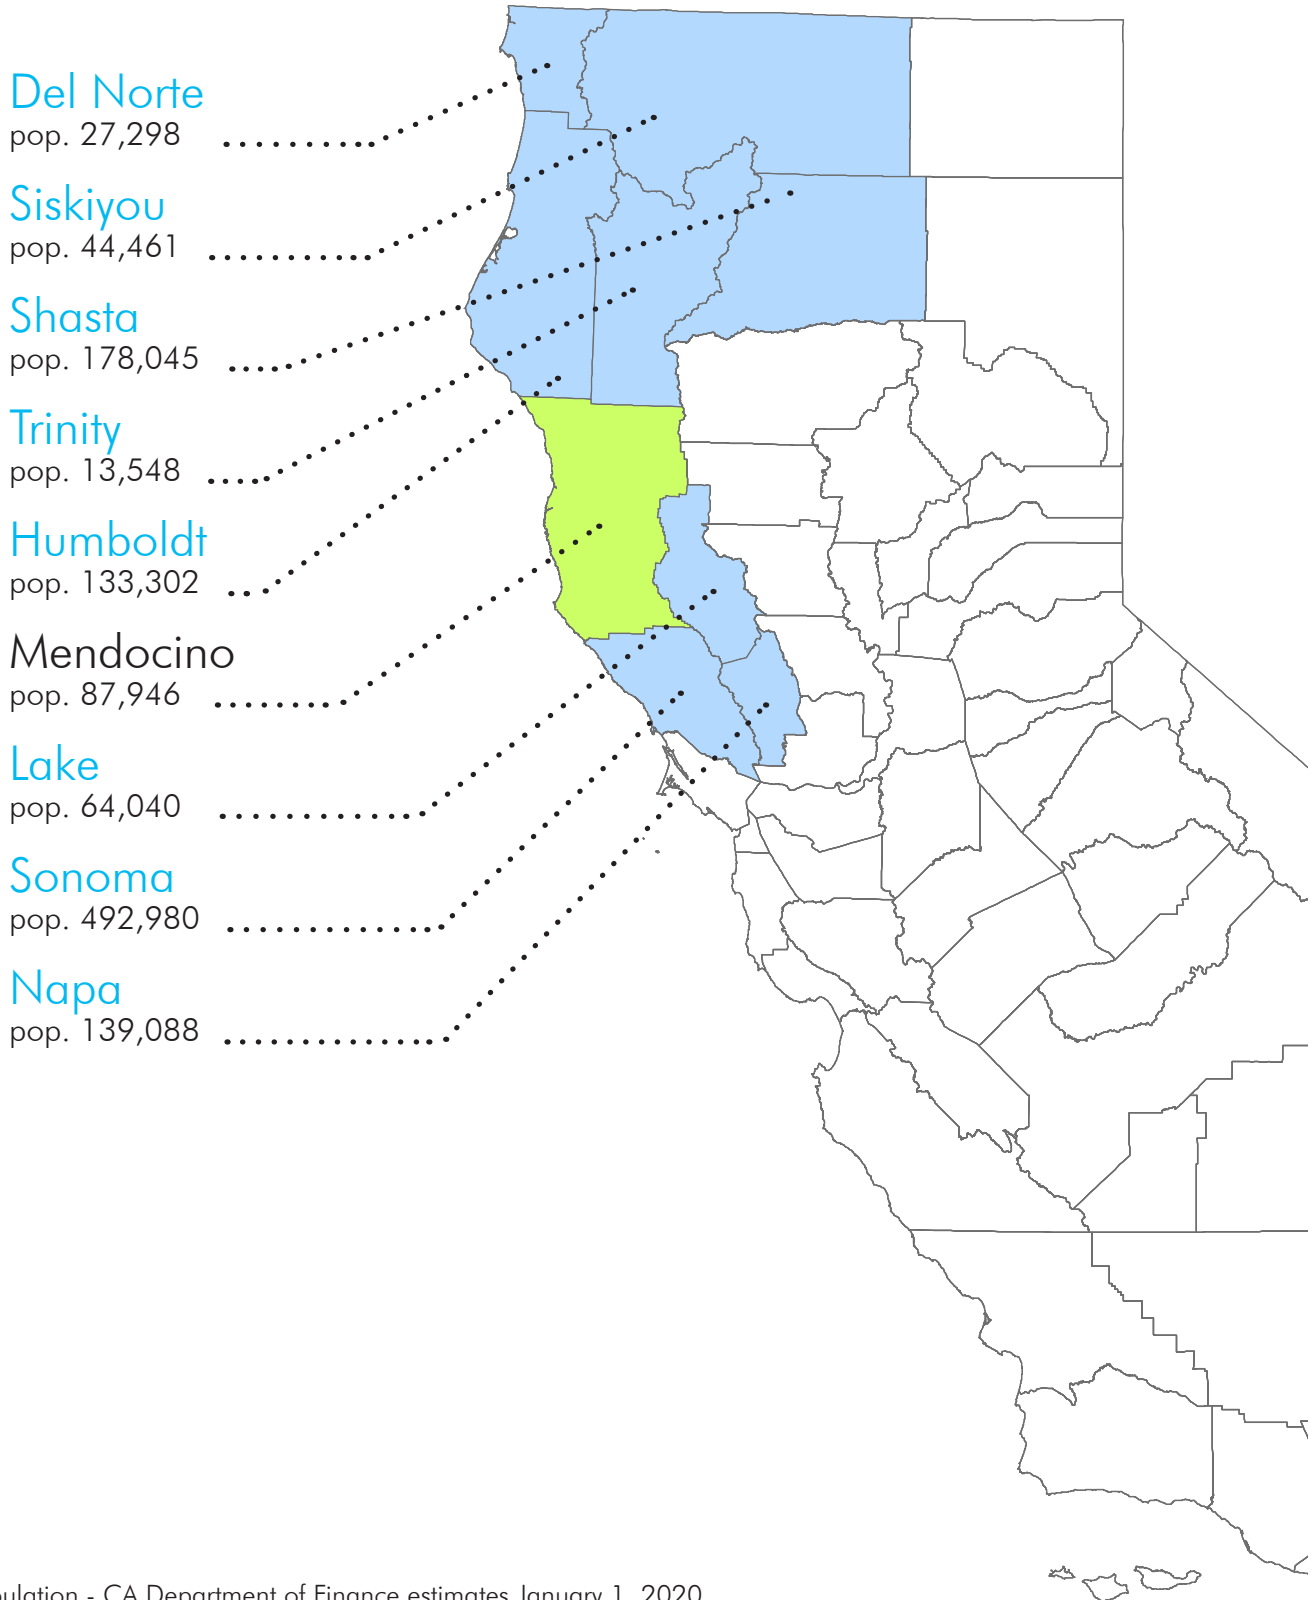 Del Norte
pop. 27,298
Siskiyou
pop. 44,461
Shasta
pop. 178,045
Trinity
pop. 13,548
Humboldt
pop. 133,302
Mendocino
pop. 87,946
Lake
pop. 64,040
Sonoma
pop. 492,980
Napa
pop. 139,088
- CA Department of Finance estimates January 1, 2020